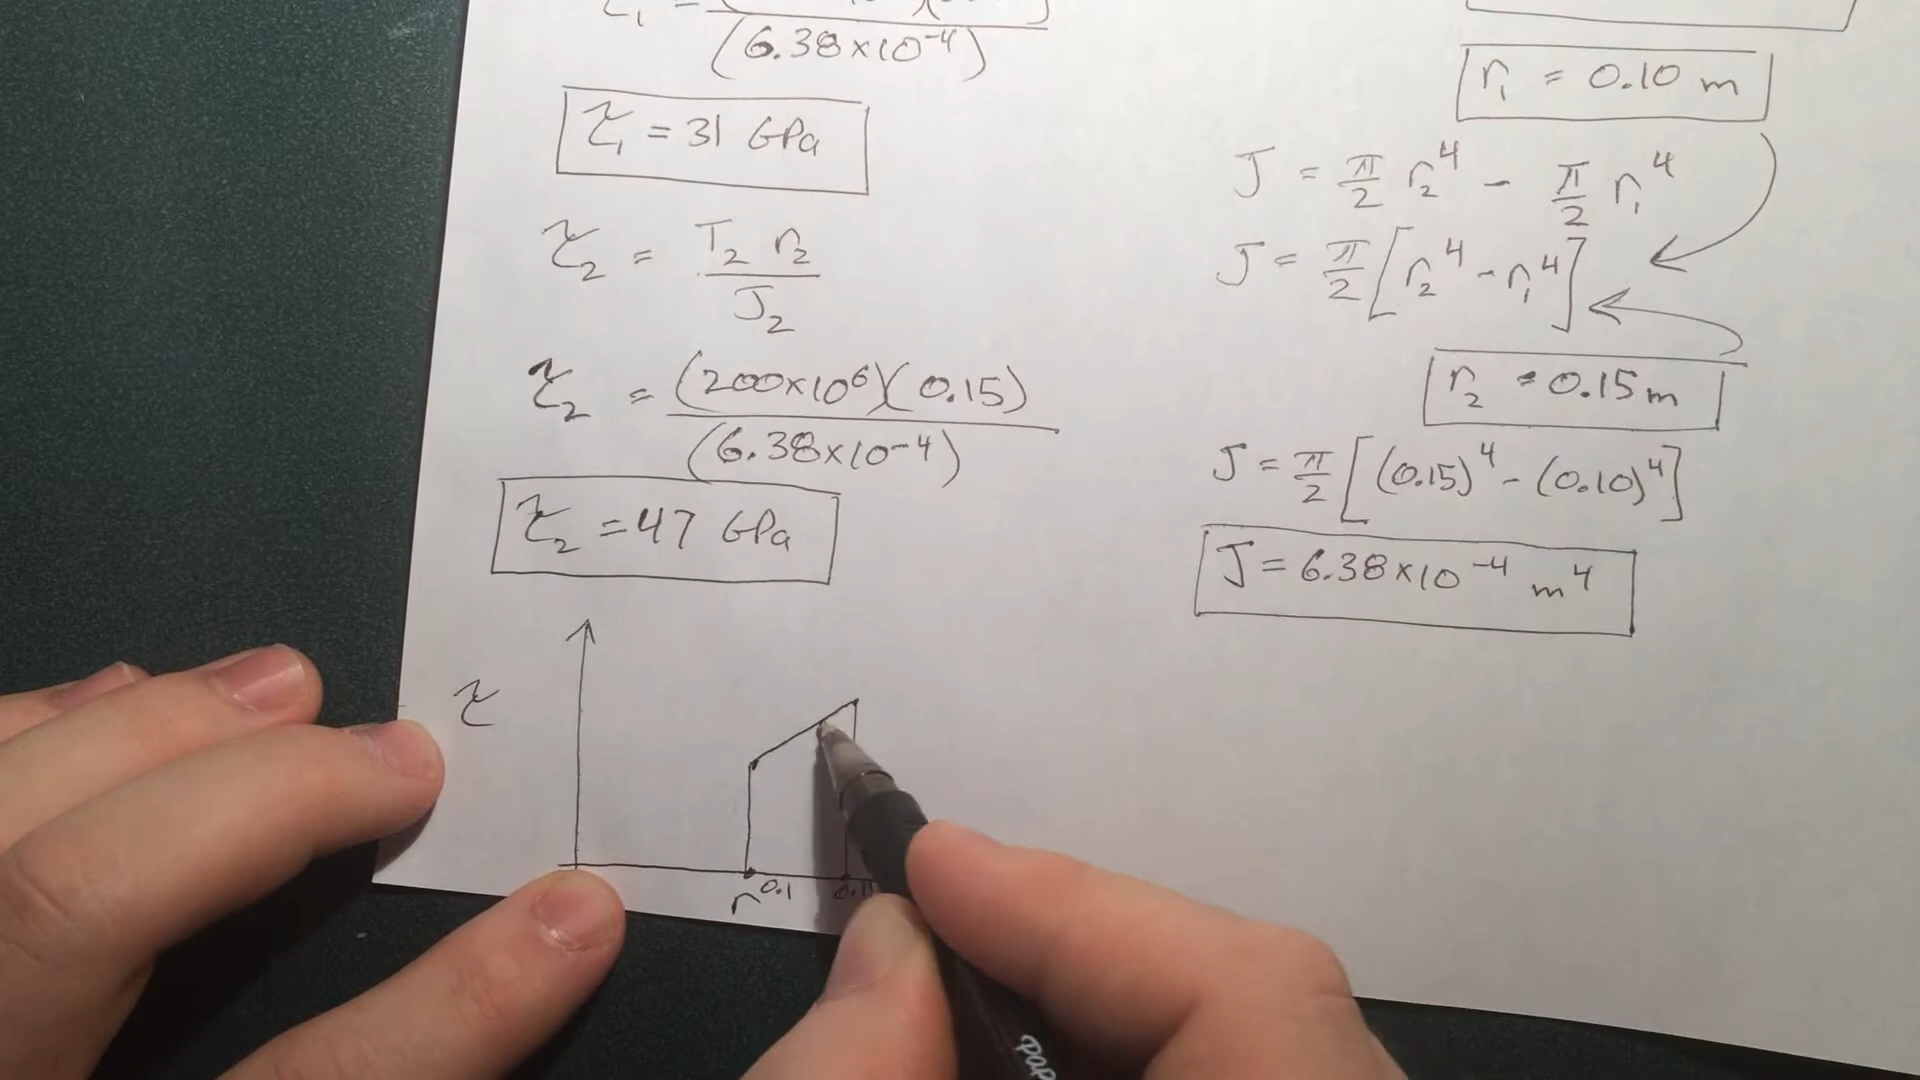 τ₁ =
(6.38×10⁻⁴)
τ₁ = 31 GPa
τ₂ = T₂ r₂ / J₂
τ₂ = (200×10⁶)(0.15) / (6.38×10⁻⁴)
τ₂ = 47 GPa
τ
r 0.1
r₁ = 0.10 m
J = π/2 r₂⁴ - π/2 r₁⁴
J = π/2 [r₂⁴ - r₁⁴]
r₂ = 0.15 m
J = π/2 [(0.15)⁴ - (0.10)⁴]
J = 6.38×10⁻⁴ m⁴